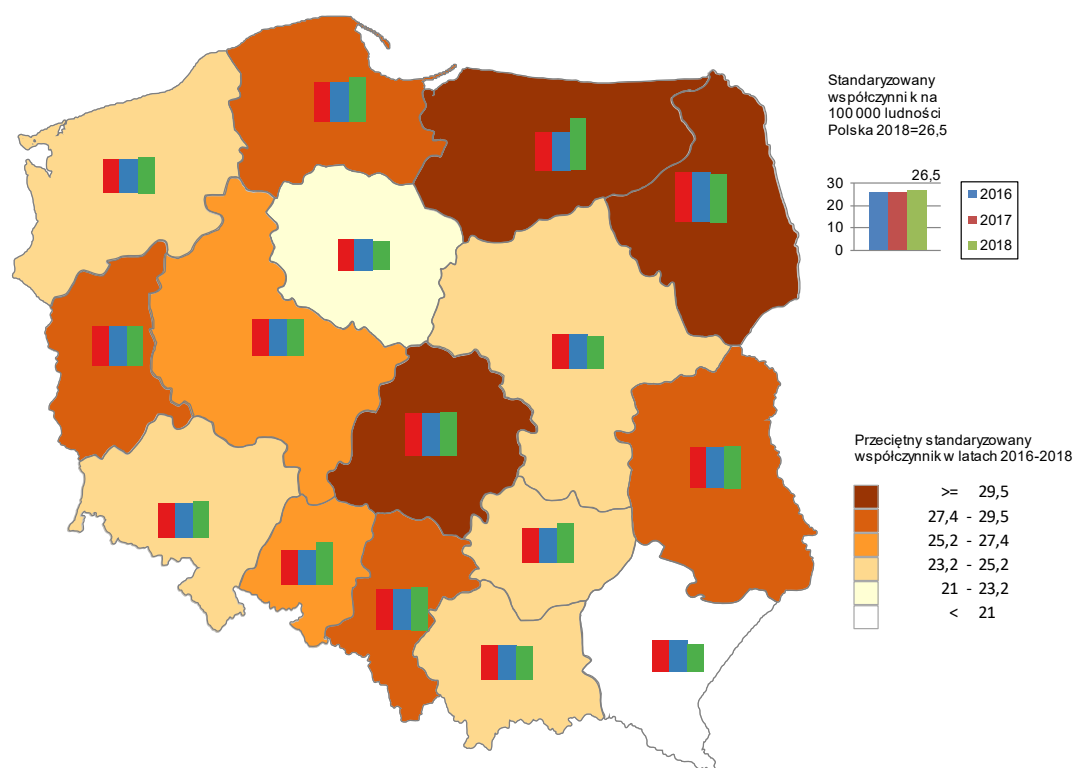 Standaryzowany
współczynni k na
100 000 ludności
Polska 2018=26,5
26,5
30
20
10
0
2016
2017
2018
Przeciętny standaryzowany
współczynnik w latach 2016-2018
>= 29,5
27,4 - 29,5
25,2 - 27,4
23,2 - 25,2
21 - 23,2
< 21